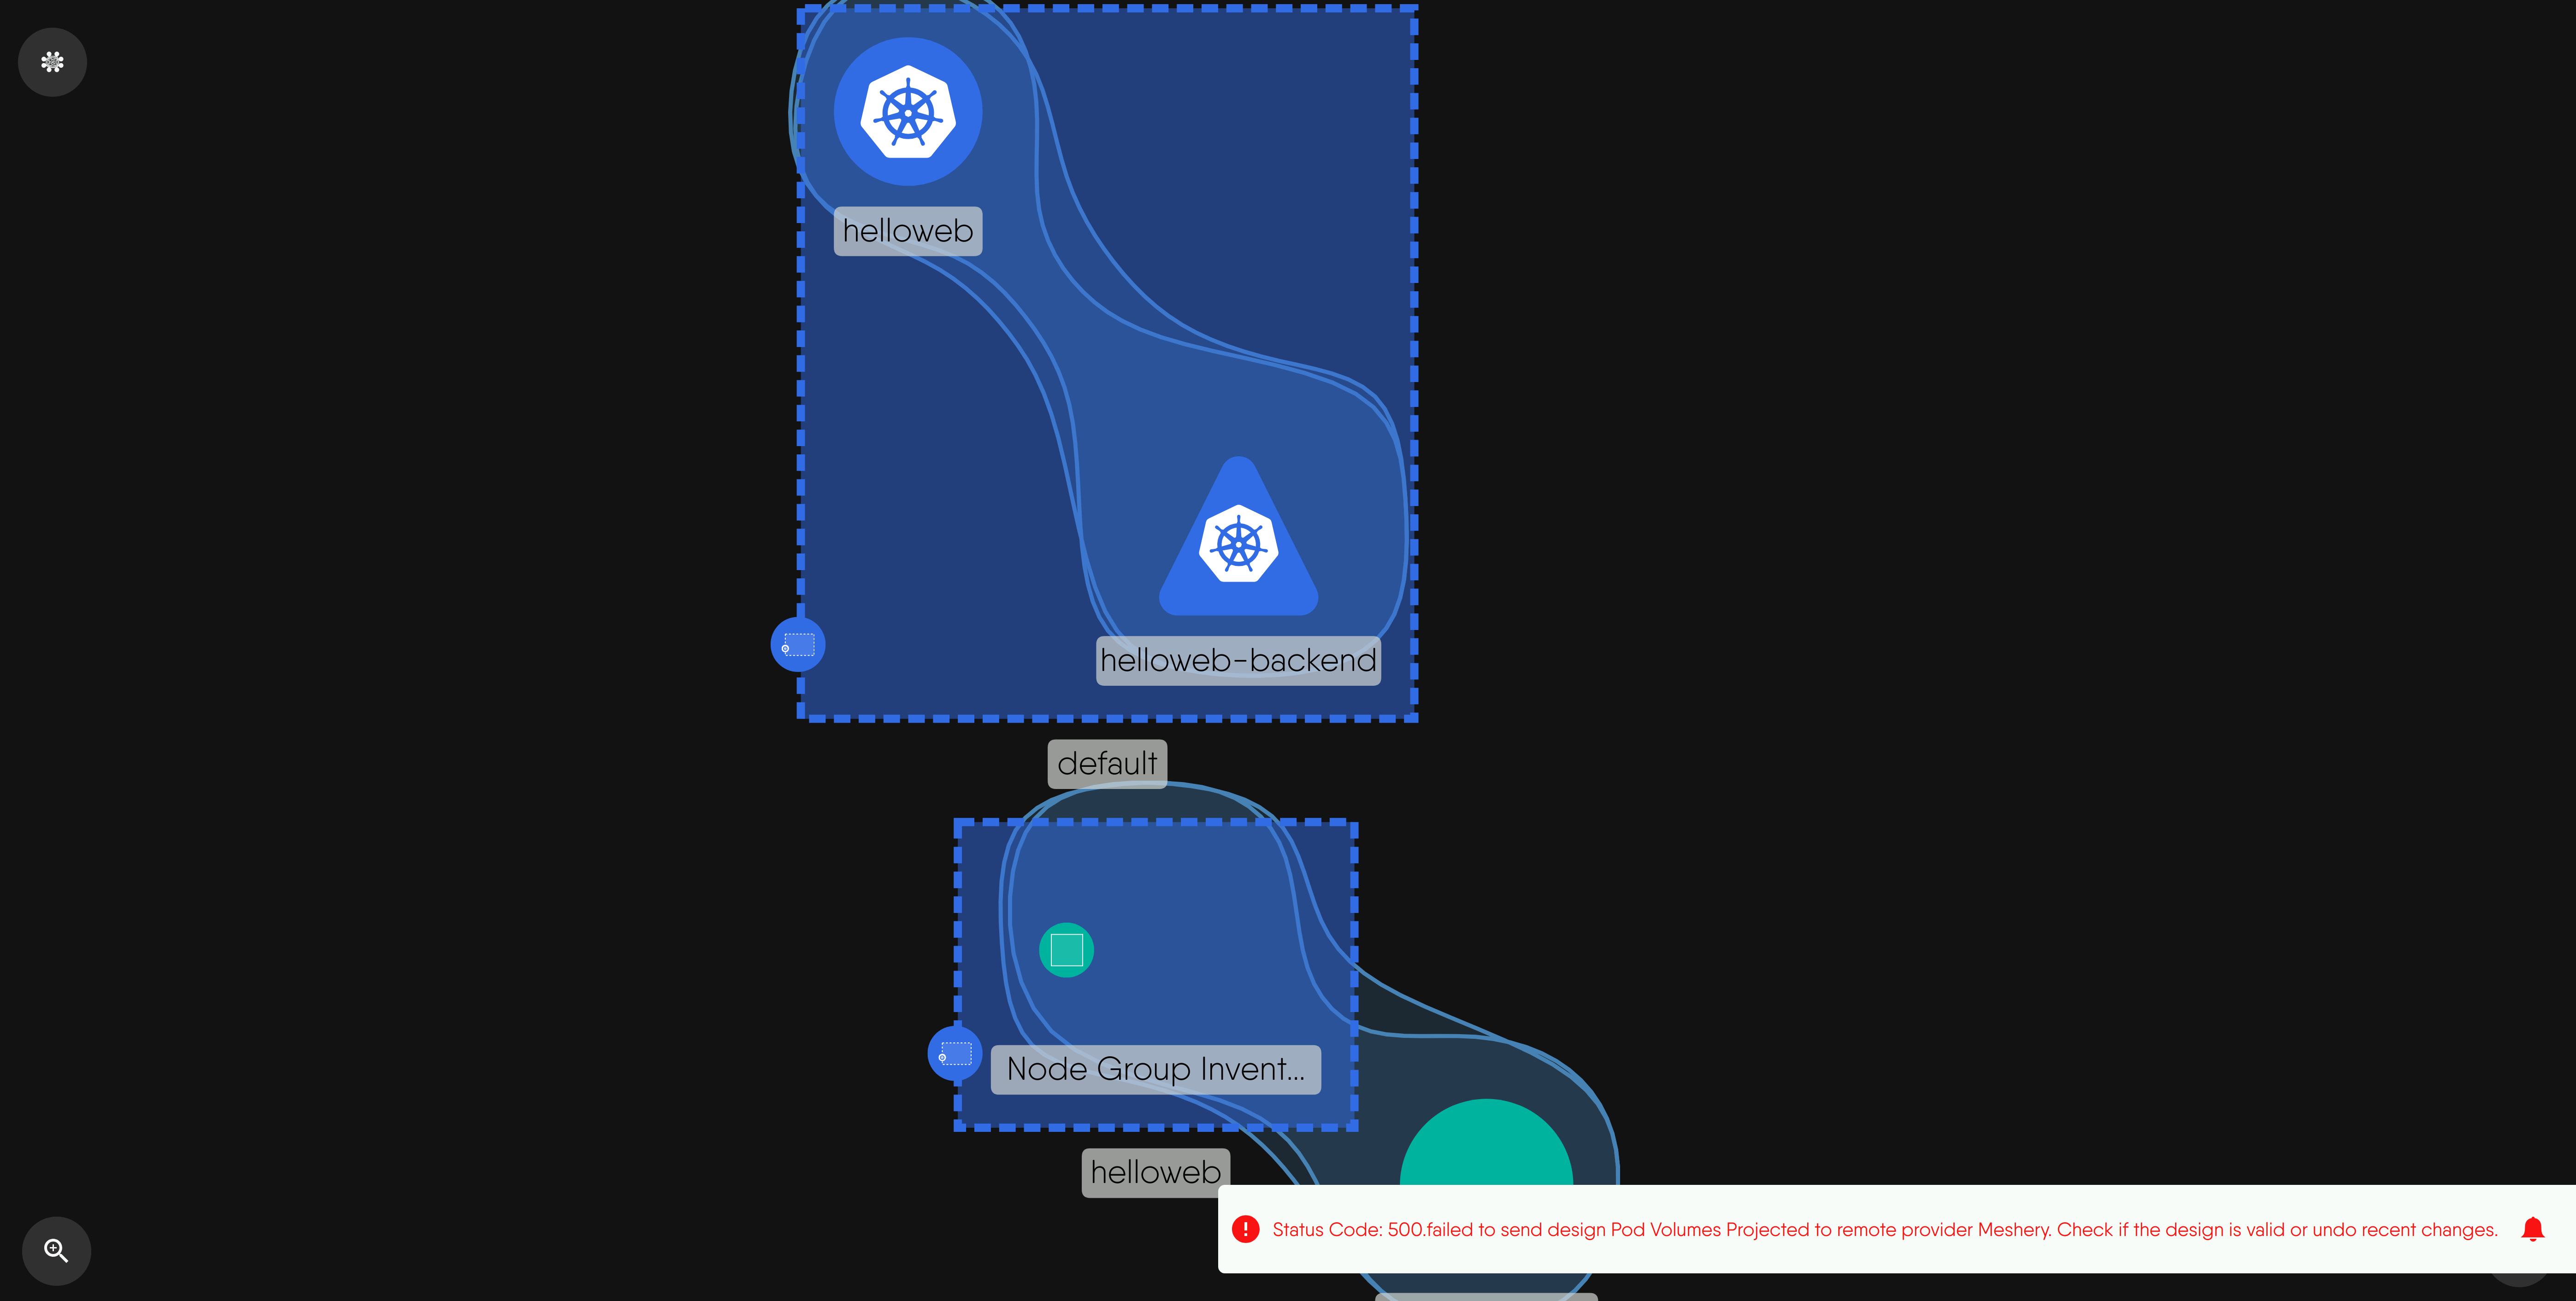 helloweb
helloweb-backend
default
Node Group Invent...
helloweb
Status Code: 500.failed to send design Pod Volumes Projected to remote provider Meshery. Check if the design is valid or undo recent changes.